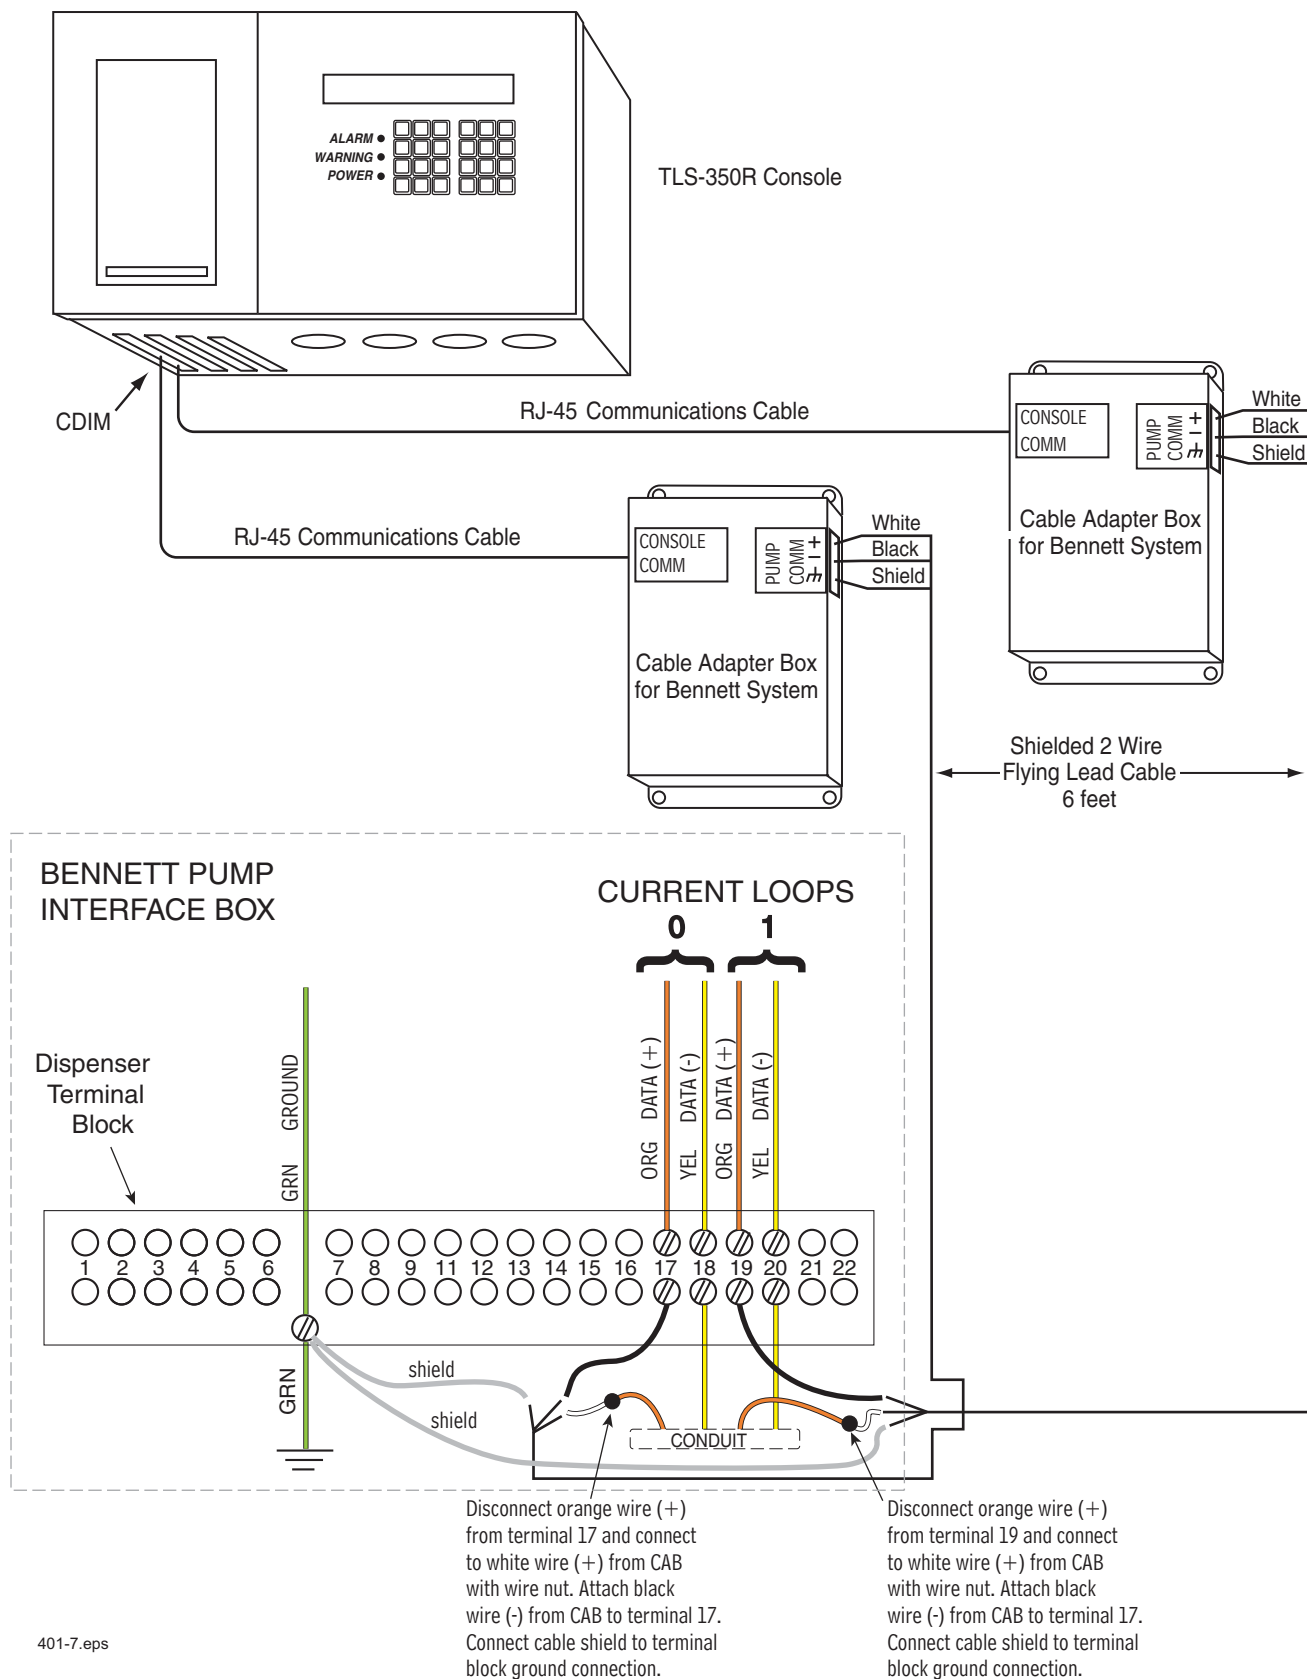 ALARM
WARNING
POWER
TLS-350R Console
CDIM
RJ-45 Communications Cable
CONSOLE
COMM
PUMP
COMM
+
–
White
Black
Shield
Cable Adapter Box
for Bennett System
RJ-45 Communications Cable
CONSOLE
COMM
PUMP
COMM
+
–
White
Black
Shield
Cable Adapter Box
for Bennett System
Shielded 2 Wire
Flying Lead Cable
6 feet
BENNETT PUMP
INTERFACE BOX
CURRENT LOOPS
0 1
Dispenser
Terminal
Block
GRN GROUND
ORG DATA (+)
YEL DATA (-)
ORG DATA (+)
YEL DATA (-)
1 2 3 4 5 6 7 8 9 11 12 13 14 15 16 17 18 19 20 21 22
GRN
shield
shield
CONDUIT
Disconnect orange wire (+)
from terminal 17 and connect
to white wire (+) from CAB
with wire nut. Attach black
wire (-) from CAB to terminal 17.
Connect cable shield to terminal
block ground connection.
Disconnect orange wire (+)
from terminal 19 and connect
to white wire (+) from CAB
with wire nut. Attach black
wire (-) from CAB to terminal 17.
Connect cable shield to terminal
block ground connection.
401-7.eps